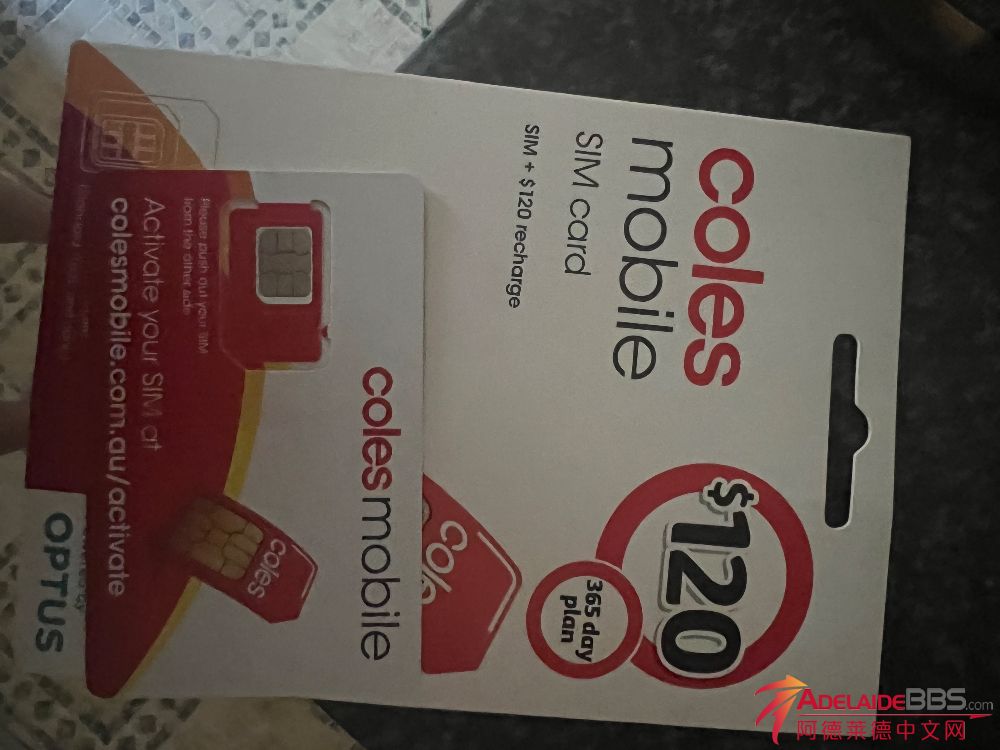 coles
mobile
SIM card
SIM + $120 recharge
$120
365 day
plan
coles
colesmobile
coles
Please push out your SIM
from the other side
Activate your SIM at
colesmobile.com.au/activate
OPTUS
ADELAIDEBBS.com
阿德莱德中文网